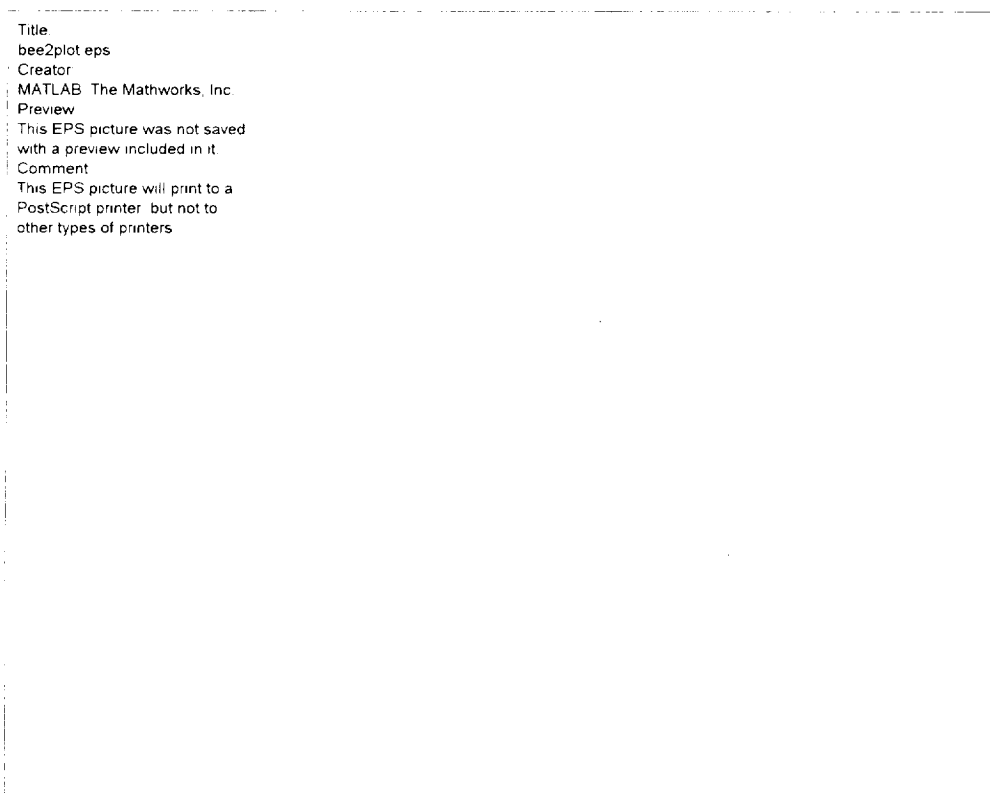 Title.
bee2plot eps
Creator
MATLAB The Mathworks, Inc.
Preview
This EPS picture was not saved
with a preview included in it.
Comment
This EPS picture will print to a
PostScript printer but not to
other types of printers